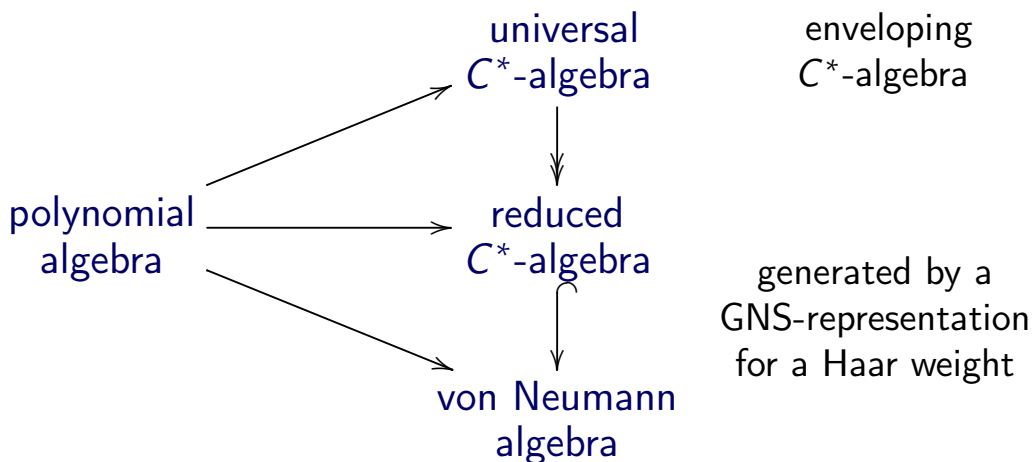 universal
C*-algebra
enveloping
C*-algebra
polynomial
algebra
reduced
C*-algebra
generated by a
GNS-representation
for a Haar weight
von Neumann
algebra